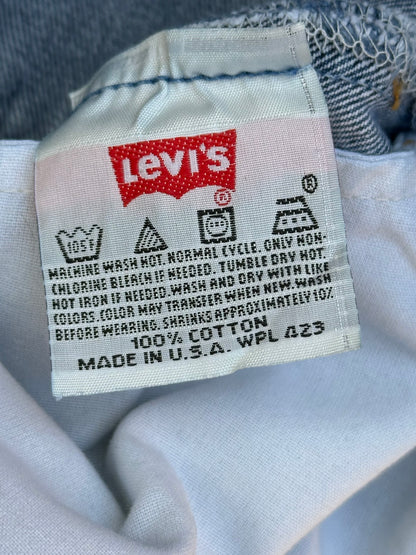 Levi's
®
®
105°
MACHINE WASH HOT. NORMAL CYCLE. ONLY NON-
CHLORINE BLEACH IF NEEDED. TUMBLE DRY HOT.
HOT IRON IF NEEDED. WASH AND DRY WITH LIKE
COLORS. COLOR MAY TRANSFER WHEN NEW. WASH
BEFORE WEARING. SHRINKS APPROXIMATELY 10%
100% COTTON
MADE IN U.S.A. WPL 423